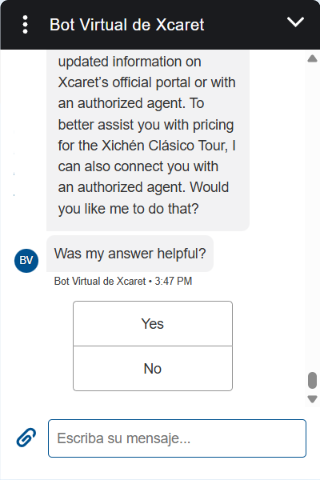 Bot Virtual de Xcaret
updated information on
Xcaret's official portal or with
an authorized agent. To
better assist you with pricing
for the Xichén Clásico Tour, I
can also connect you with
an authorized agent. Would
you like me to do that?
Was my answer helpful?
BV
Bot Virtual de Xcaret • 3:47 PM
Yes
No
Escriba su mensaje...